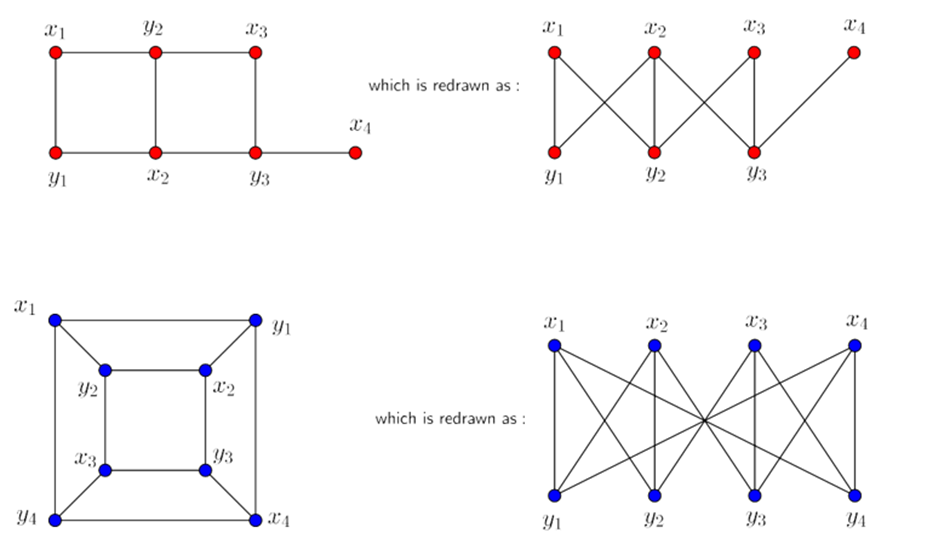 x₁ y₂ x₃
x₄
y₁ x₂ y₃
which is redrawn as :
x₁ x₂ x₃ x₄
y₁ y₂ y₃
x₁ y₁
y₂ x₂
x₃ y₃
y₄ x₄
which is redrawn as :
x₁ x₂ x₃ x₄
y₁ y₂ y₃ y₄